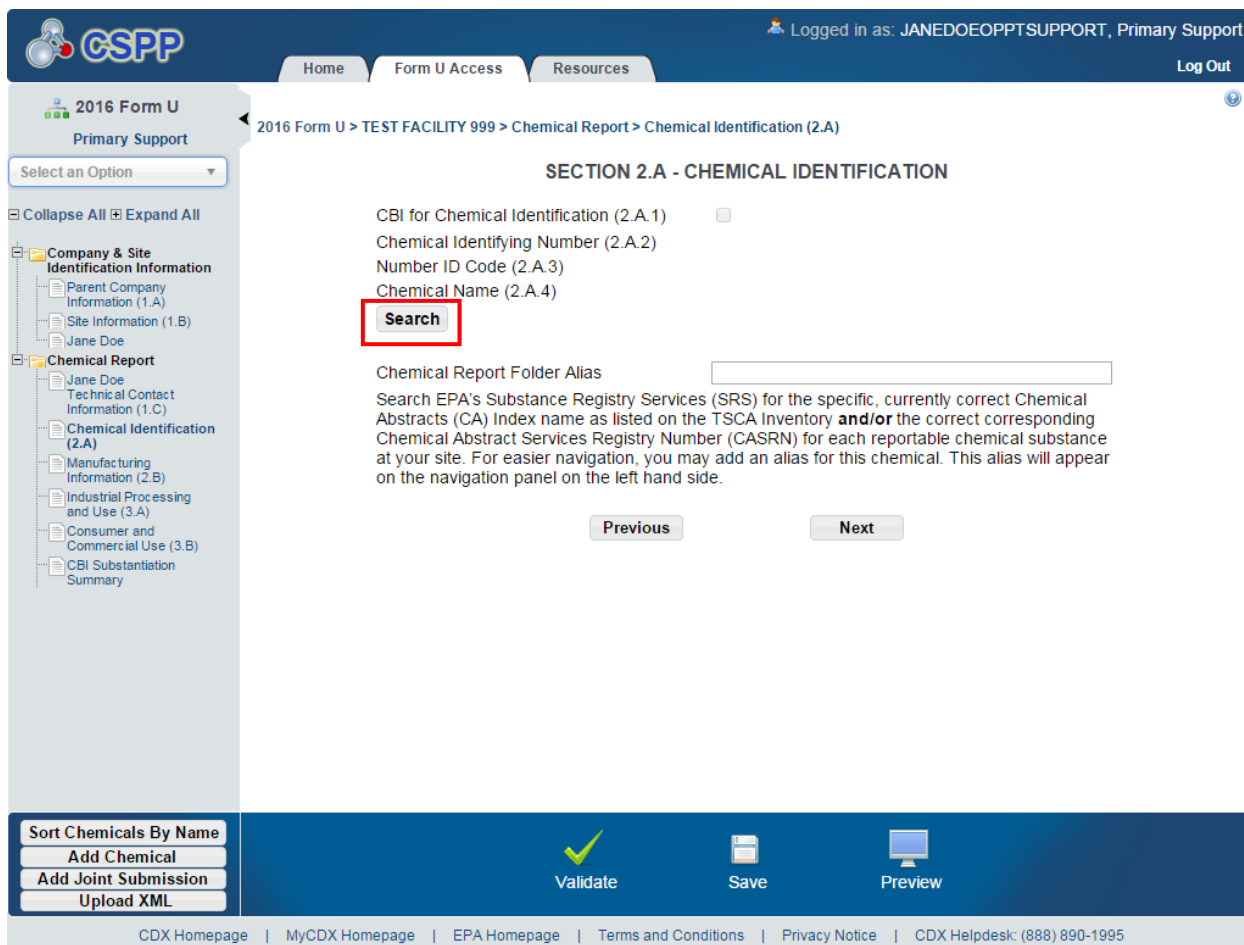 CSPP
Logged in as: JANEDOEOPPTSUPPORT, Primary Support
Home
Form U Access
Resources
Log Out
2016 Form U
Primary Support
Select an Option
Collapse All Expand All
Company & Site
Identification Information
Parent Company
Information (1.A)
Site Information (1.B)
Jane Doe
Chemical Report
Jane Doe
Technical Contact
Information (1.C)
Chemical Identification
(2.A)
Manufacturing
Information (2.B)
Industrial Processing
and Use (3.A)
Consumer and
Commercial Use (3.B)
CBI Substantiation
Summary
2016 Form U > TEST FACILITY 999 > Chemical Report > Chemical Identification (2.A)
SECTION 2.A - CHEMICAL IDENTIFICATION
CBI for Chemical Identification (2.A.1)
Chemical Identifying Number (2.A.2)
Number ID Code (2.A.3)
Chemical Name (2.A.4)
Search
Chemical Report Folder Alias
Search EPA's Substance Registry Services (SRS) for the specific, currently correct Chemical
Abstracts (CA) Index name as listed on the TSCA Inventory and/or the correct corresponding
Chemical Abstract Services Registry Number (CASRN) for each reportable chemical substance
at your site. For easier navigation, you may add an alias for this chemical. This alias will appear
on the navigation panel on the left hand side.
Previous
Next
Sort Chemicals By Name
Add Chemical
Add Joint Submission
Upload XML
Validate
Save
Preview
CDX Homepage | MyCDX Homepage | EPA Homepage | Terms and Conditions | Privacy Notice | CDX Helpdesk: (888) 890-1995